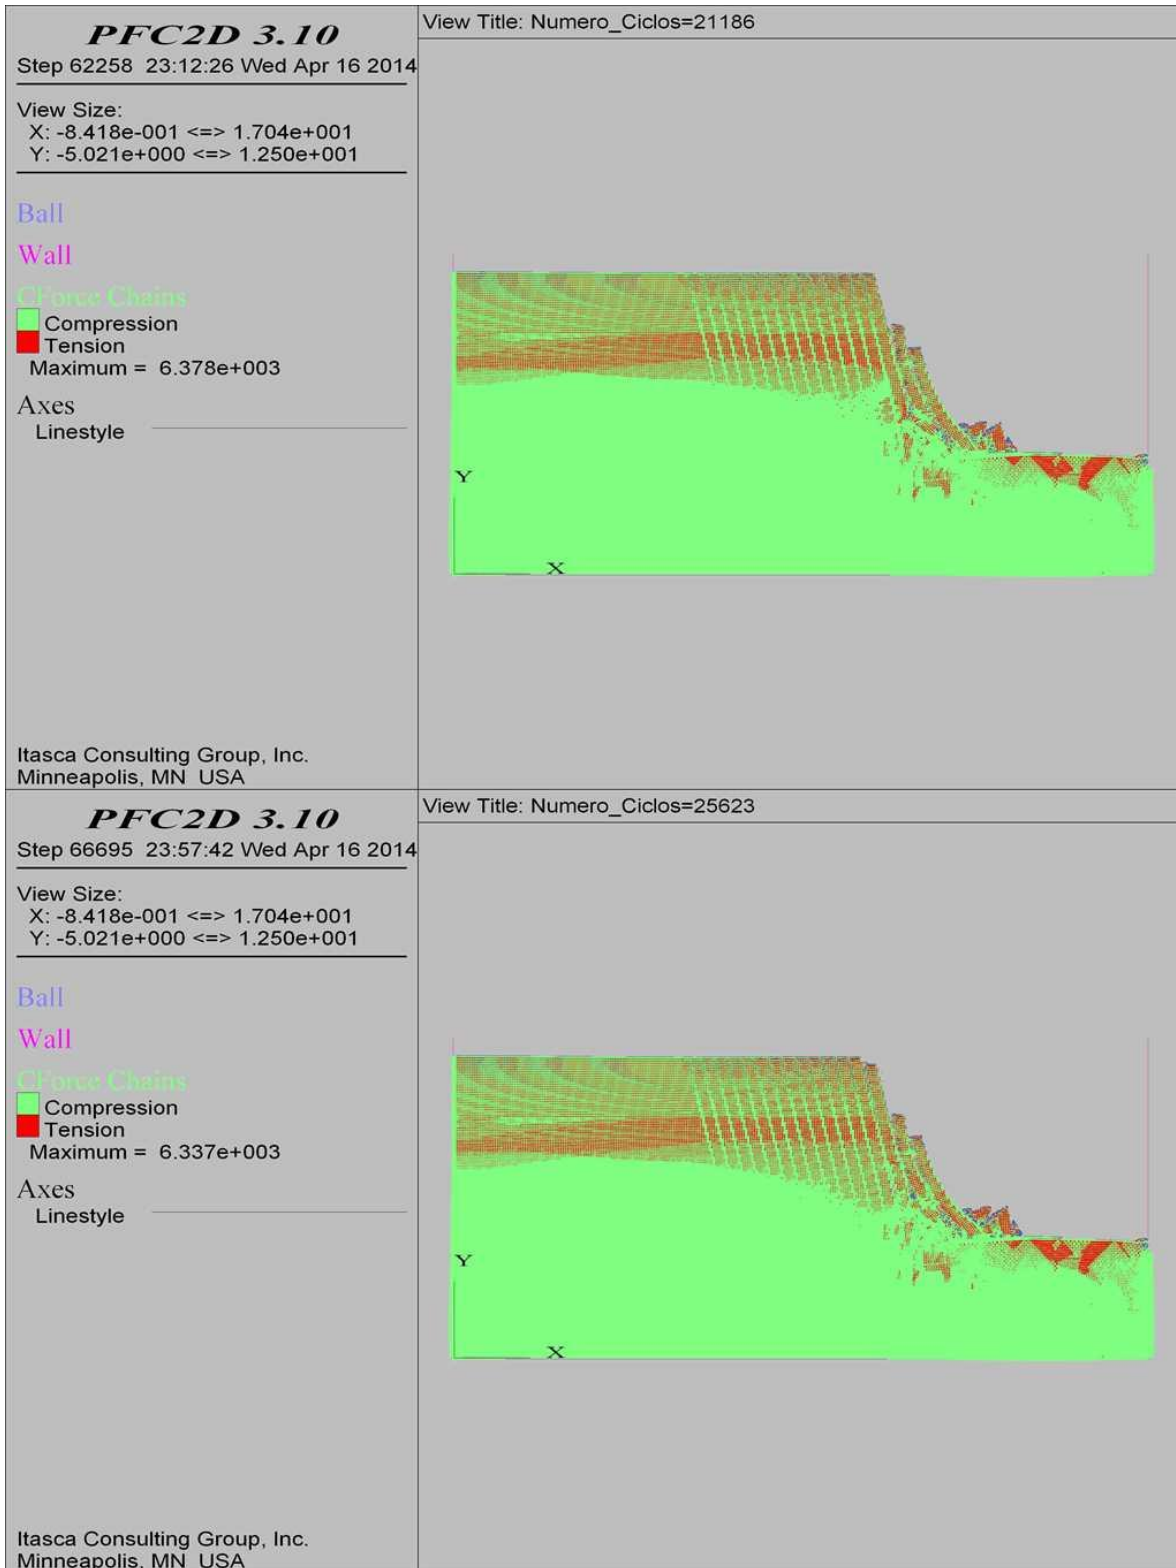 PFC2D 3.10
Step 62258 23:12:26 Wed Apr 16 2014
View Size:
X: -8.418e-001 <=> 1.704e+001
Y: -5.021e+000 <=> 1.250e+001
Ball
Wall
CForce Chains
Compression
Tension
Maximum = 6.378e+003
Axes
Linestyle
Itasca Consulting Group, Inc.
Minneapolis, MN USA
View Title: Numero_Ciclos=21186
Y
X
PFC2D 3.10
Step 66695 23:57:42 Wed Apr 16 2014
View Size:
X: -8.418e-001 <=> 1.704e+001
Y: -5.021e+000 <=> 1.250e+001
Ball
Wall
CForce Chains
Compression
Tension
Maximum = 6.337e+003
Axes
Linestyle
Itasca Consulting Group, Inc.
Minneapolis, MN USA
View Title: Numero_Ciclos=25623
Y
X